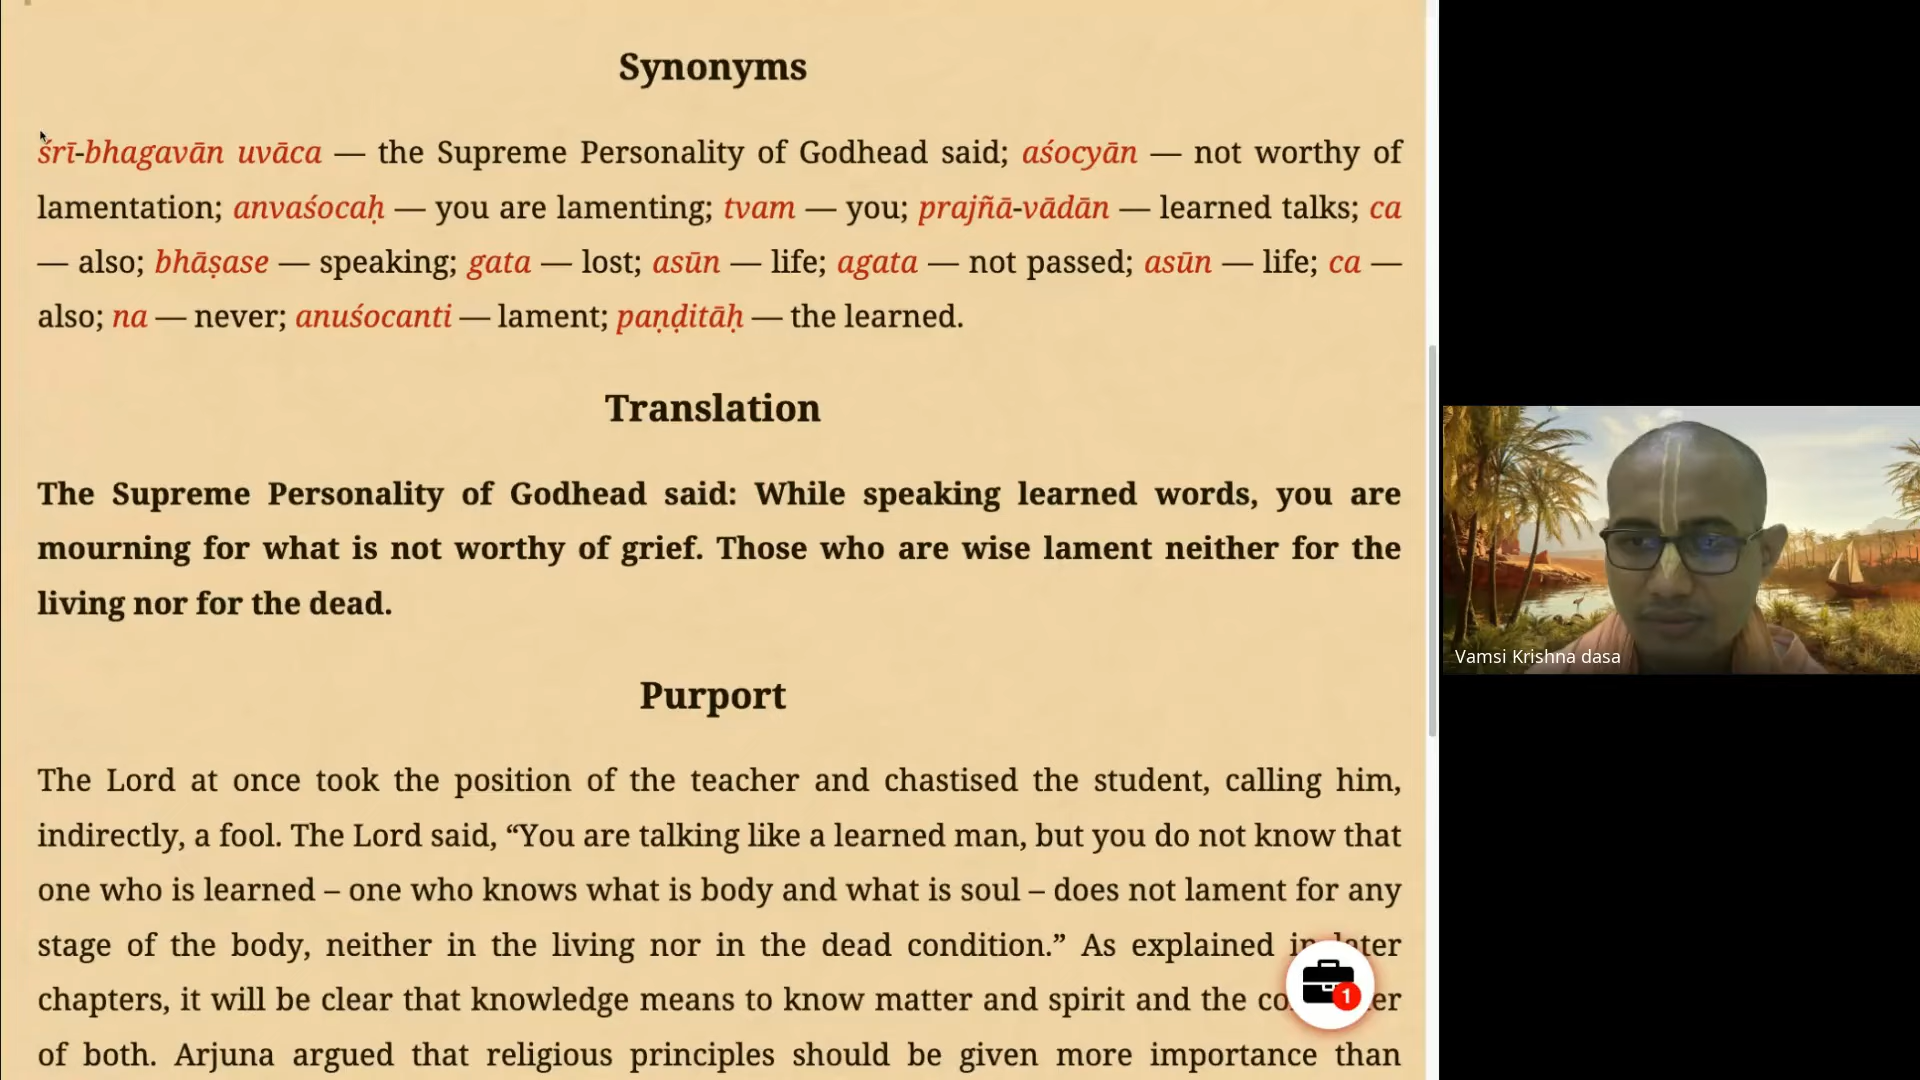 Synonyms
śrī-bhagavān uvāca — the Supreme Personality of Godhead said; aśocyān — not worthy of
lamentation; anvaśocaḥ — you are lamenting; tvam — you; prajñā-vādān — learned talks; ca
— also; bhāṣase — speaking; gata — lost; asūn — life; agata — not passed; asūn — life; ca —
also; na — never; anuśocanti — lament; paṇḍitāḥ — the learned.
Translation
The Supreme Personality of Godhead said: While speaking learned words, you are
mourning for what is not worthy of grief. Those who are wise lament neither for the
living nor for the dead.
Purport
The Lord at once took the position of the teacher and chastised the student, calling him,
indirectly, a fool. The Lord said, “You are talking like a learned man, but you do not know that
one who is learned – one who knows what is body and what is soul – does not lament for any
stage of the body, neither in the living nor in the dead condition.” As explained in later
chapters, it will be clear that knowledge means to know matter and spirit and the
of both. Arjuna argued that religious principles should be given more importance than
1
Vamsi Krishna dasa